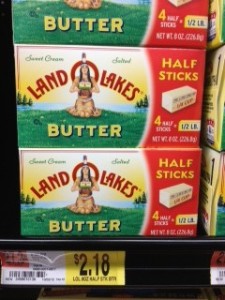 BUTTER
4 HALF STICKS 1/2 LB.
NET WT. 8 OZ. (226.8g)
Sweet Cream Salted
LAND O LAKES
BUTTER
HALF STICKS
4 HALF STICKS 1/2 LB.
NET WT. 8 OZ. (226.8g)
Sweet Cream Salted
LAND O LAKES
BUTTER
HALF STICKS
4 HALF STICKS 1/2 LB.
NET WT. 8 OZ. (226.8g)
$2.18